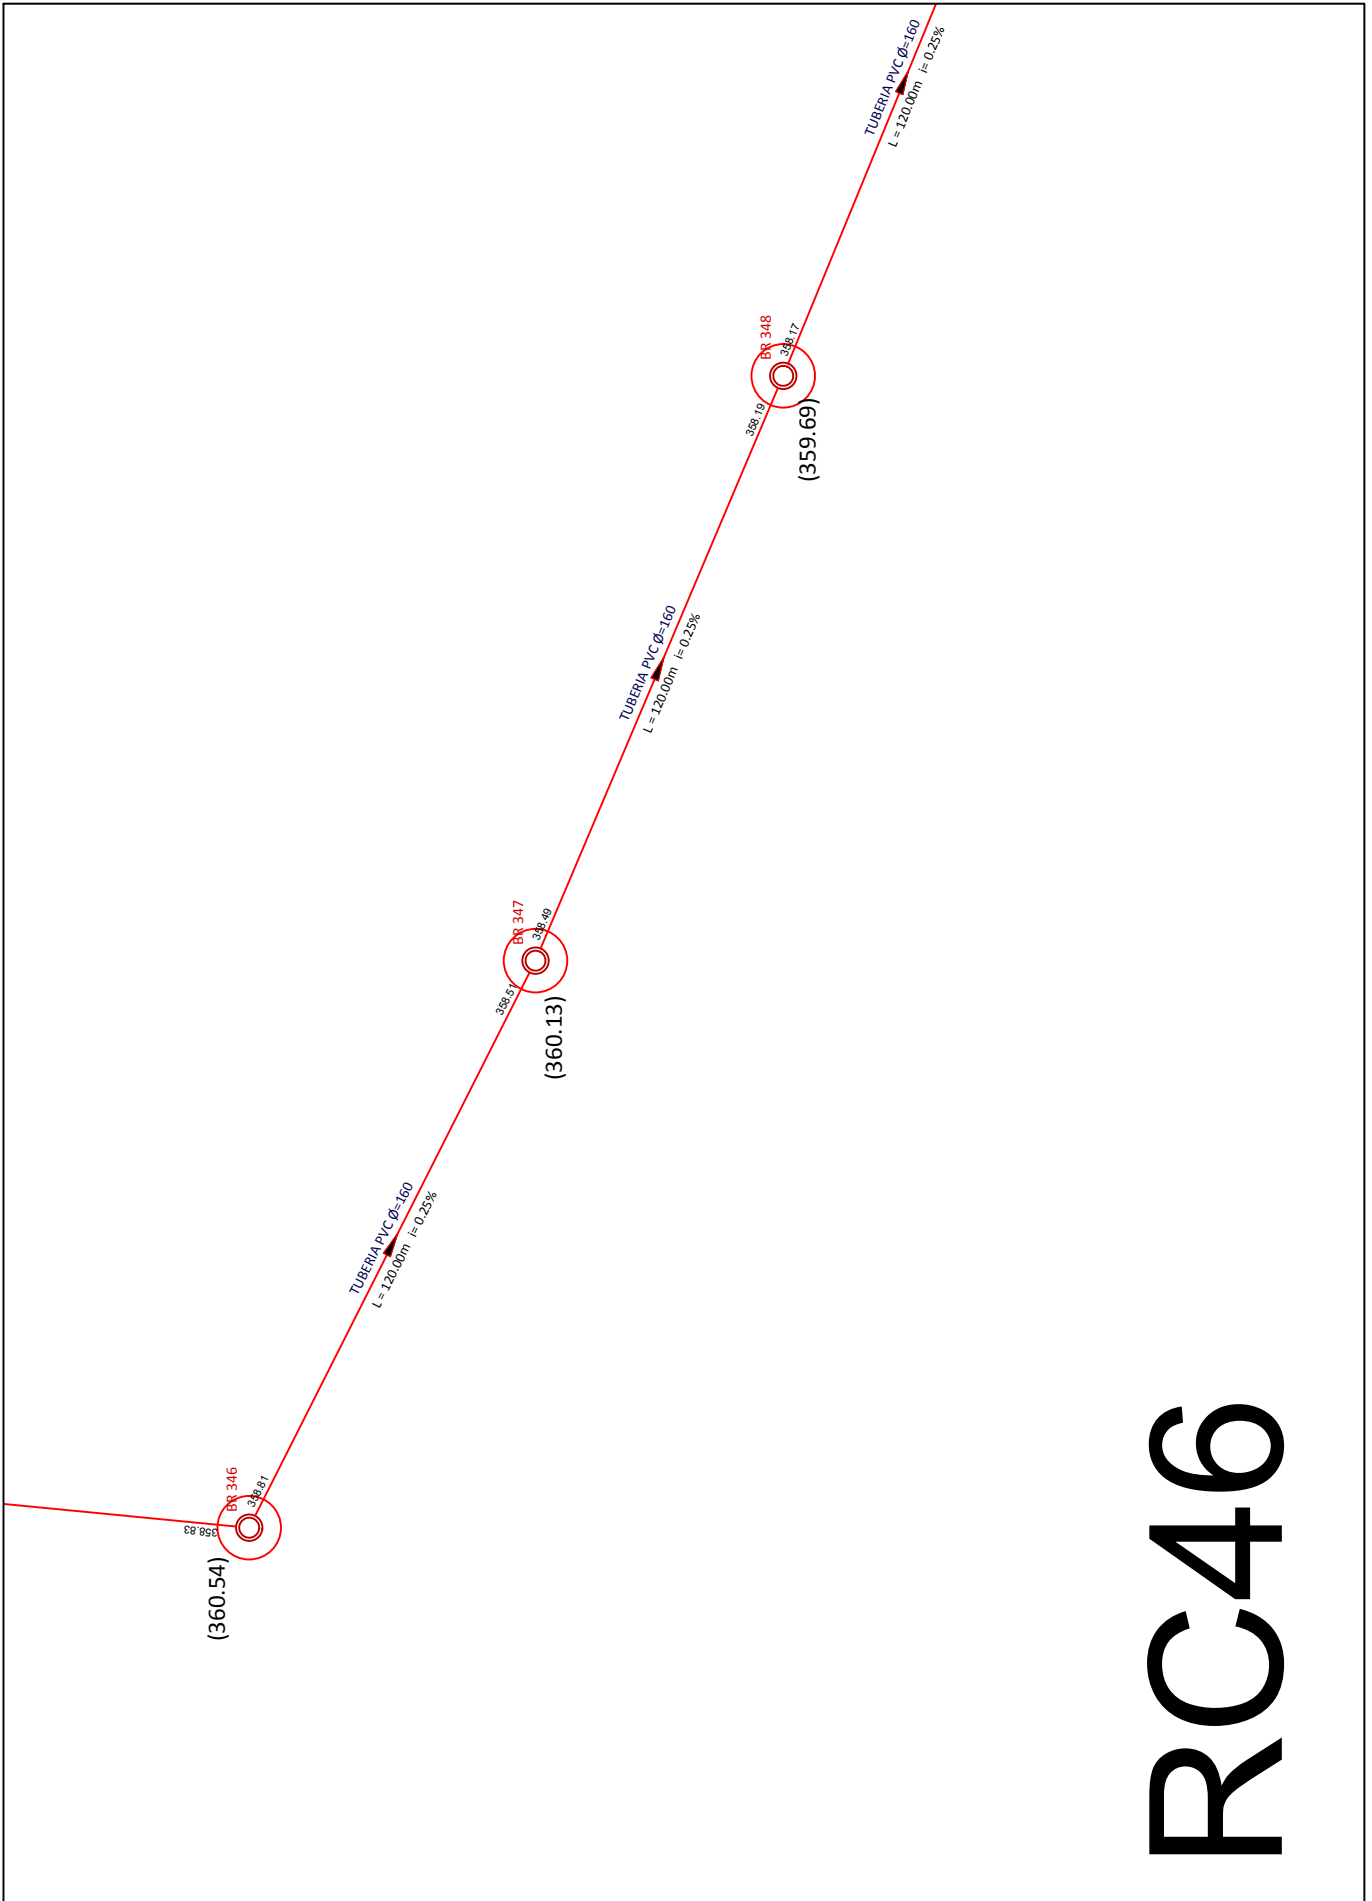 BR 346
358.83
358.81
(360.54)
TUBERIA PVC Ø=160
L = 120.00m i= 0.25%
BR 347
358.51
358.49
(360.13)
TUBERIA PVC Ø=160
L = 120.00m i= 0.25%
BR 348
358.19
358.17
(359.69)
TUBERIA PVC Ø=160
L = 120.00m i= 0.25%
RC46